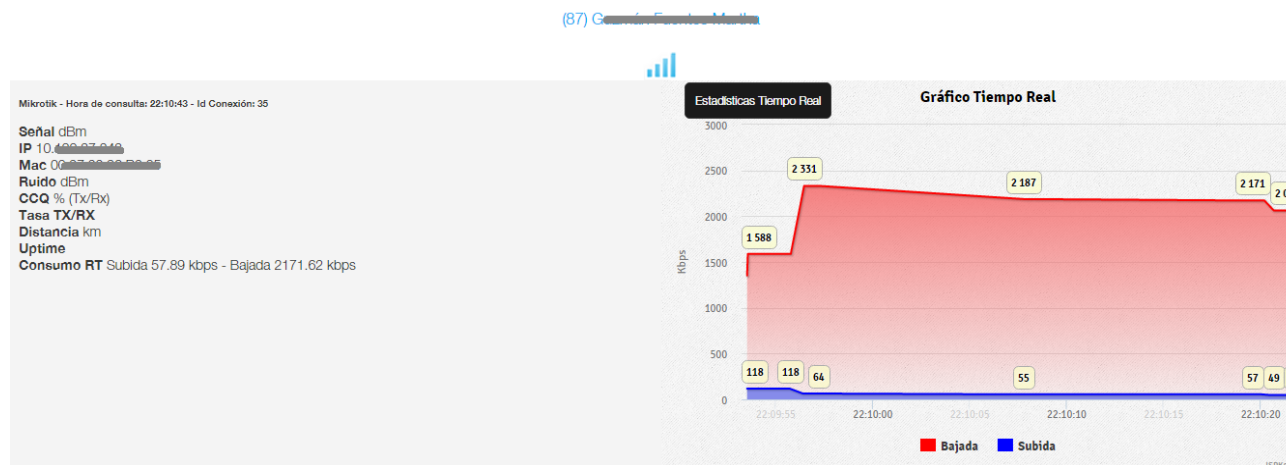 (87)
Mikrotik - Hora de consulta: 22:10:43 - Id Conexión: 35
Señal dBm
IP 10.
Mac
Ruido dBm
CCQ % (Tx/Rx)
Tasa TX/RX
Distancia km
Uptime
Consumo RT Subida 57.89 kbps - Bajada 2171.62 kbps
Estadísticas Tiempo Real
Gráfico Tiempo Real
Kbps
3000
2500
2000
1500
1000
500
0
1 588
2 331
2 187
2 171
118
118
64
55
57
49
22:09:55
22:10:00
22:10:05
22:10:10
22:10:15
22:10:20
Bajada
Subida